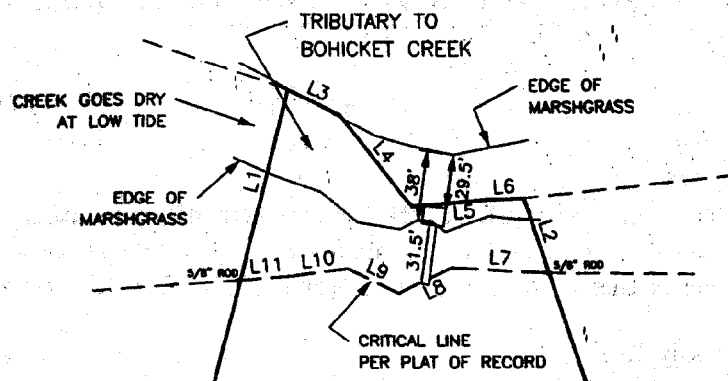 TRIBUTARY TO
BOHICKET CREEK
L3
EDGE OF
MARSHGRASS
CREEK GOES DRY
AT LOW TIDE
L4
38'
29.5'
L1
L6
EDGE OF
MARSHGRASS
L5
L2
31.5'
5/8" ROD
L11
L10
L9
L8
L7
5/8" ROD
CRITICAL LINE
PER PLAT OF RECORD